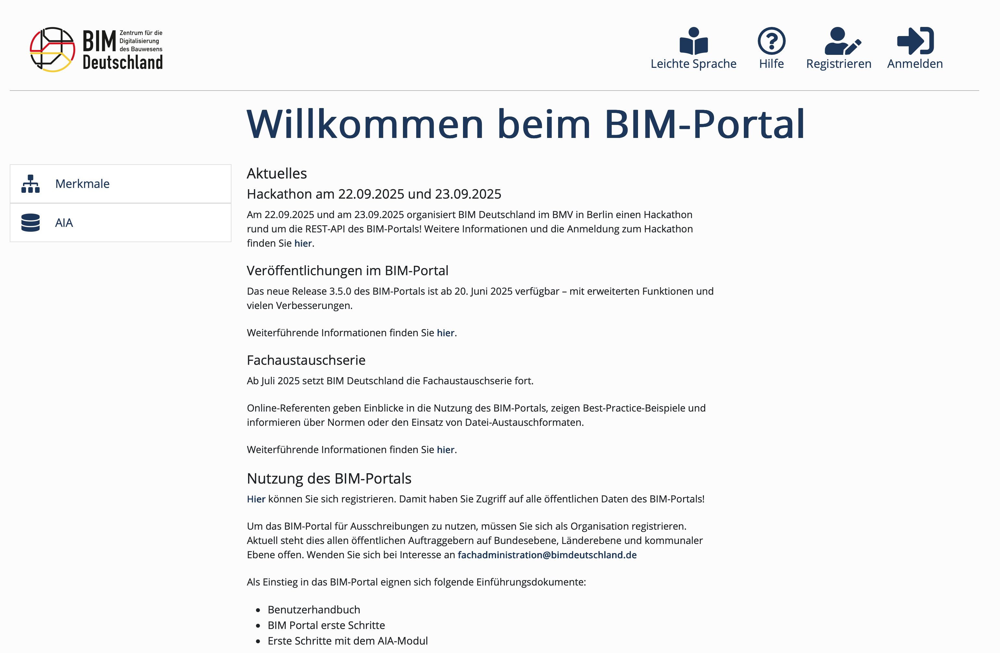 BIM Zentrum für die
Digitalisierung
des Bauwesens
Deutschland
Leichte Sprache
Hilfe
Registrieren
Anmelden
Willkommen beim BIM-Portal
Merkmale
AIA
Aktuelles
Hackathon am 22.09.2025 und 23.09.2025
Am 22.09.2025 und am 23.09.2025 organisiert BIM Deutschland im BMV in Berlin einen Hackathon
rund um die REST-API des BIM-Portals! Weitere Informationen und die Anmeldung zum Hackathon
finden Sie hier.
Veröffentlichungen im BIM-Portal
Das neue Release 3.5.0 des BIM-Portals ist ab 20. Juni 2025 verfügbar – mit erweiterten Funktionen und
vielen Verbesserungen.
Weiterführende Informationen finden Sie hier.
Fachaustauschserie
Ab Juli 2025 setzt BIM Deutschland die Fachaustauschserie fort.
Online-Referenten geben Einblicke in die Nutzung des BIM-Portals, zeigen Best-Practice-Beispiele und
informieren über Normen oder den Einsatz von Datei-Austauschformaten.
Weiterführende Informationen finden Sie hier.
Nutzung des BIM-Portals
Hier können Sie sich registrieren. Damit haben Sie Zugriff auf alle öffentlichen Daten des BIM-Portals!
Um das BIM-Portal für Ausschreibungen zu nutzen, müssen Sie sich als Organisation registrieren.
Aktuell steht dies allen öffentlichen Auftraggebern auf Bundesebene, Länderebene und kommunaler
Ebene offen. Wenden Sie sich bei Interesse an fachadministration@bimdeutschland.de
Als Einstieg in das BIM-Portal eignen sich folgende Einführungsdokumente:
• Benutzerhandbuch
• BIM Portal erste Schritte
• Erste Schritte mit dem AIA-Modul